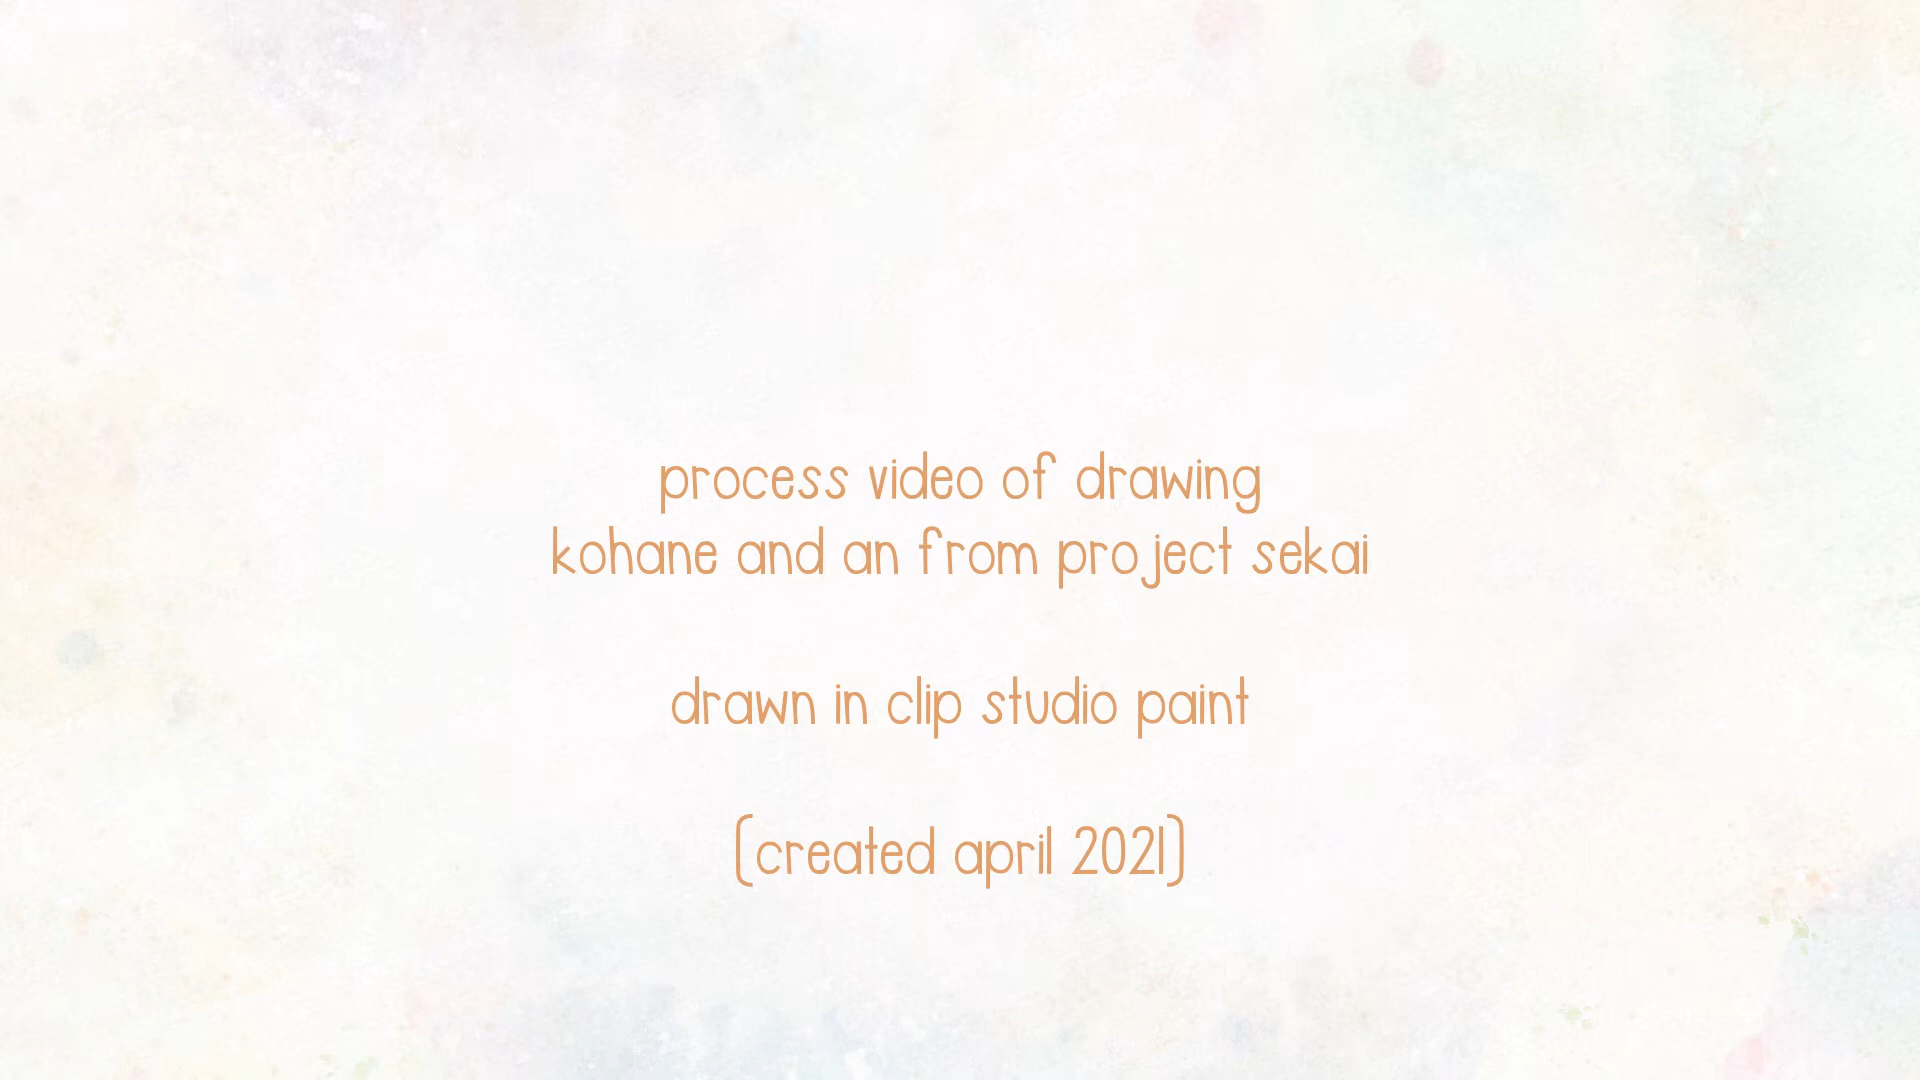 process video of drawing
kohane and an from project sekai
drawn in clip studio paint
(created april 2021)